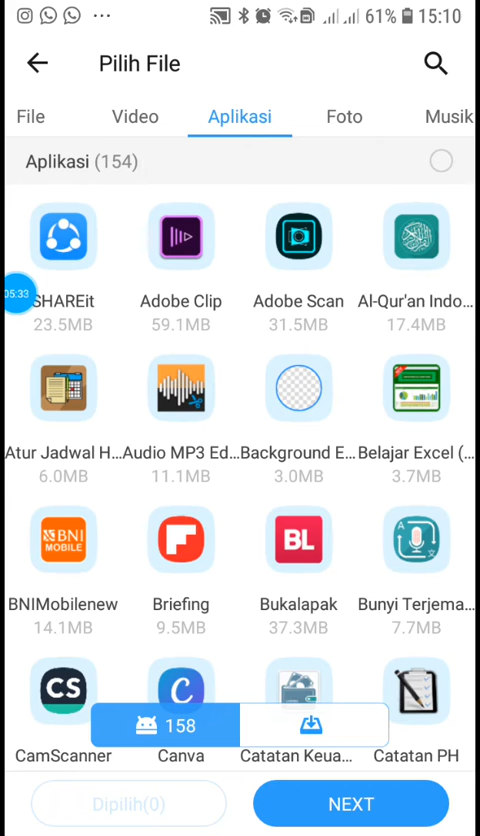 61% 15:10
Pilih File
File Video Aplikasi Foto Musik
Aplikasi (154)
05:33
SHAREit Adobe Clip Adobe Scan Al-Qur'an Indo...
23.5MB 59.1MB 31.5MB 17.4MB
Atur Jadwal H... Audio MP3 Ed... Background E... Belajar Excel (...
6.0MB 11.1MB 3.0MB 3.7MB
BNI MOBILE
BL
A
BNIMobilenew Briefing Bukalapak Bunyi Terjema...
14.1MB 9.5MB 37.3MB 7.7MB
CS
C
158
CamScanner Canva Catatan Keua... Catatan PH
Dipilih(0) NEXT